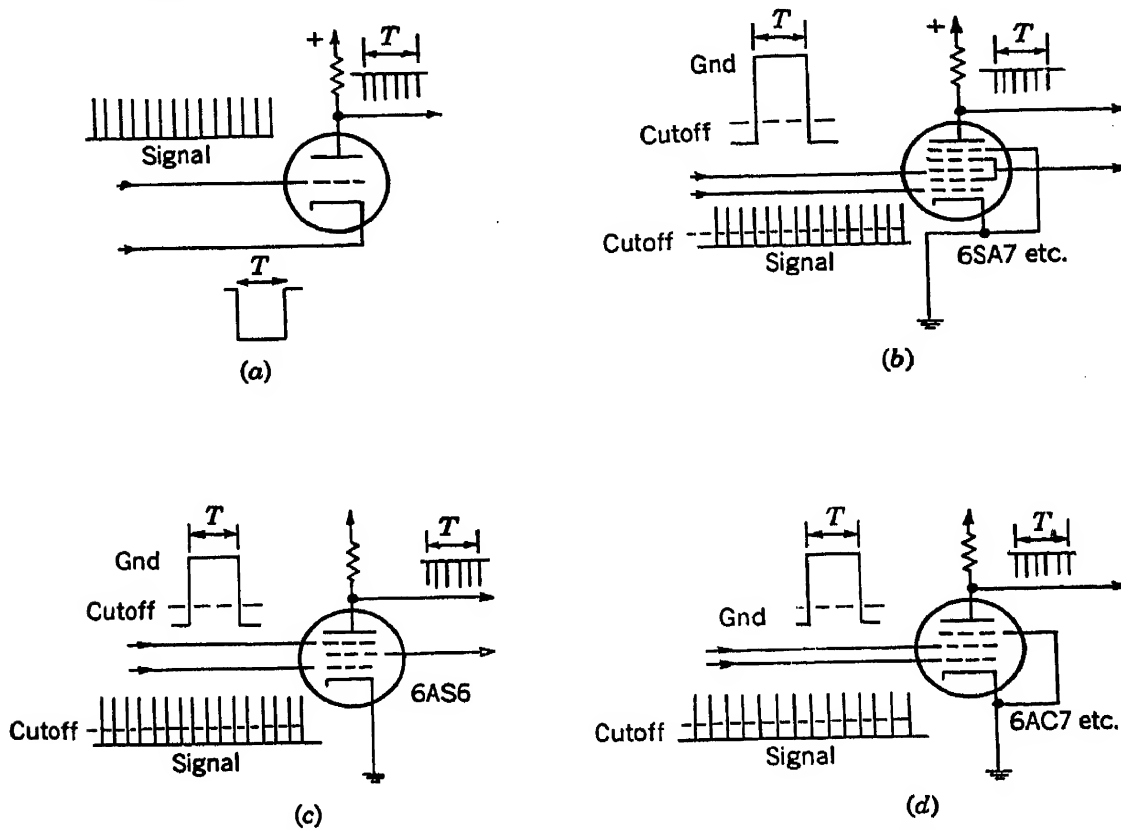 +
T
Signal
T
(a)
T
Gnd
Cutoff
+
T
Cutoff
Signal
6SA7 etc.
(b)
T
Gnd
Cutoff
T
6AS6
Cutoff
Signal
(c)
T
Gnd
T
6AC7 etc.
Cutoff
Signal
(d)